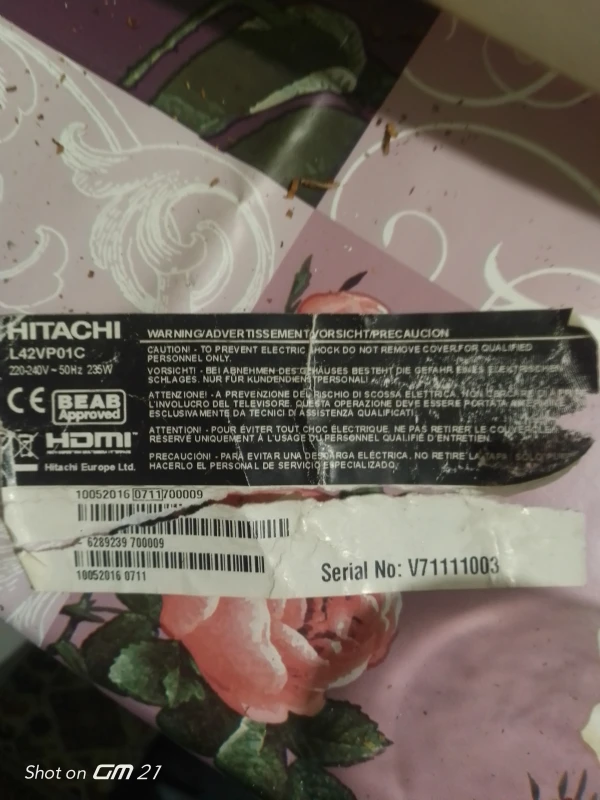 HITACHI
L42VP01C
220-240V ~ 50Hz 235W
CE
BEAB
Approved
HDMI
Hitachi Europe Ltd.
WARNING/ADVERTISSEMENT/VORSICHT/PRECAUCION
CAUTION! - TO PREVENT ELECTRIC SHOCK DO NOT REMOVE COVER,FOR QUALIFIED
PERSONNEL ONLY.
VORSICHT! - BEI ABNEHMEN DES GEHÄUSES BESTEHT DIE GEFAHR EINES ELEKTRISCHEN
SCHLAGES. NUR FÜR KUNDENDIENSTPERSONAL!
ATTENZIONE! - A PREVENZIONE DEL RISCHIO DI SCOSSA ELETTRICA, NON
L'INVOLUCRO DEL TELEVISORE. QUESTA OPERAZIONE DEVE ESSERE PORTATA
ESCLUSIVAMENTE DA TECNICI DI ASSISTENZA QUALIFICATI.
ATTENTION! - POUR ÉVITER TOUT CHOC ÉLECTRIQUE, NE PAS RETIRER LE
RÉSERVÉ UNIQUEMENT À L'USAGE DU PERSONNEL QUALIFIÉ D'ENTRETIEN.
PRECAUCIÓN! - PARA EVITAR UNA DESCARGA ELÉCTRICA, NO RETIRE LA TAPA. SOLO
HACERLO EL PERSONAL DE SERVICIO ESPECIALIZADO.
10052016 0711 700009
6289239 700009
10052016 0711
Serial No: V71111003
Shot on GM 21